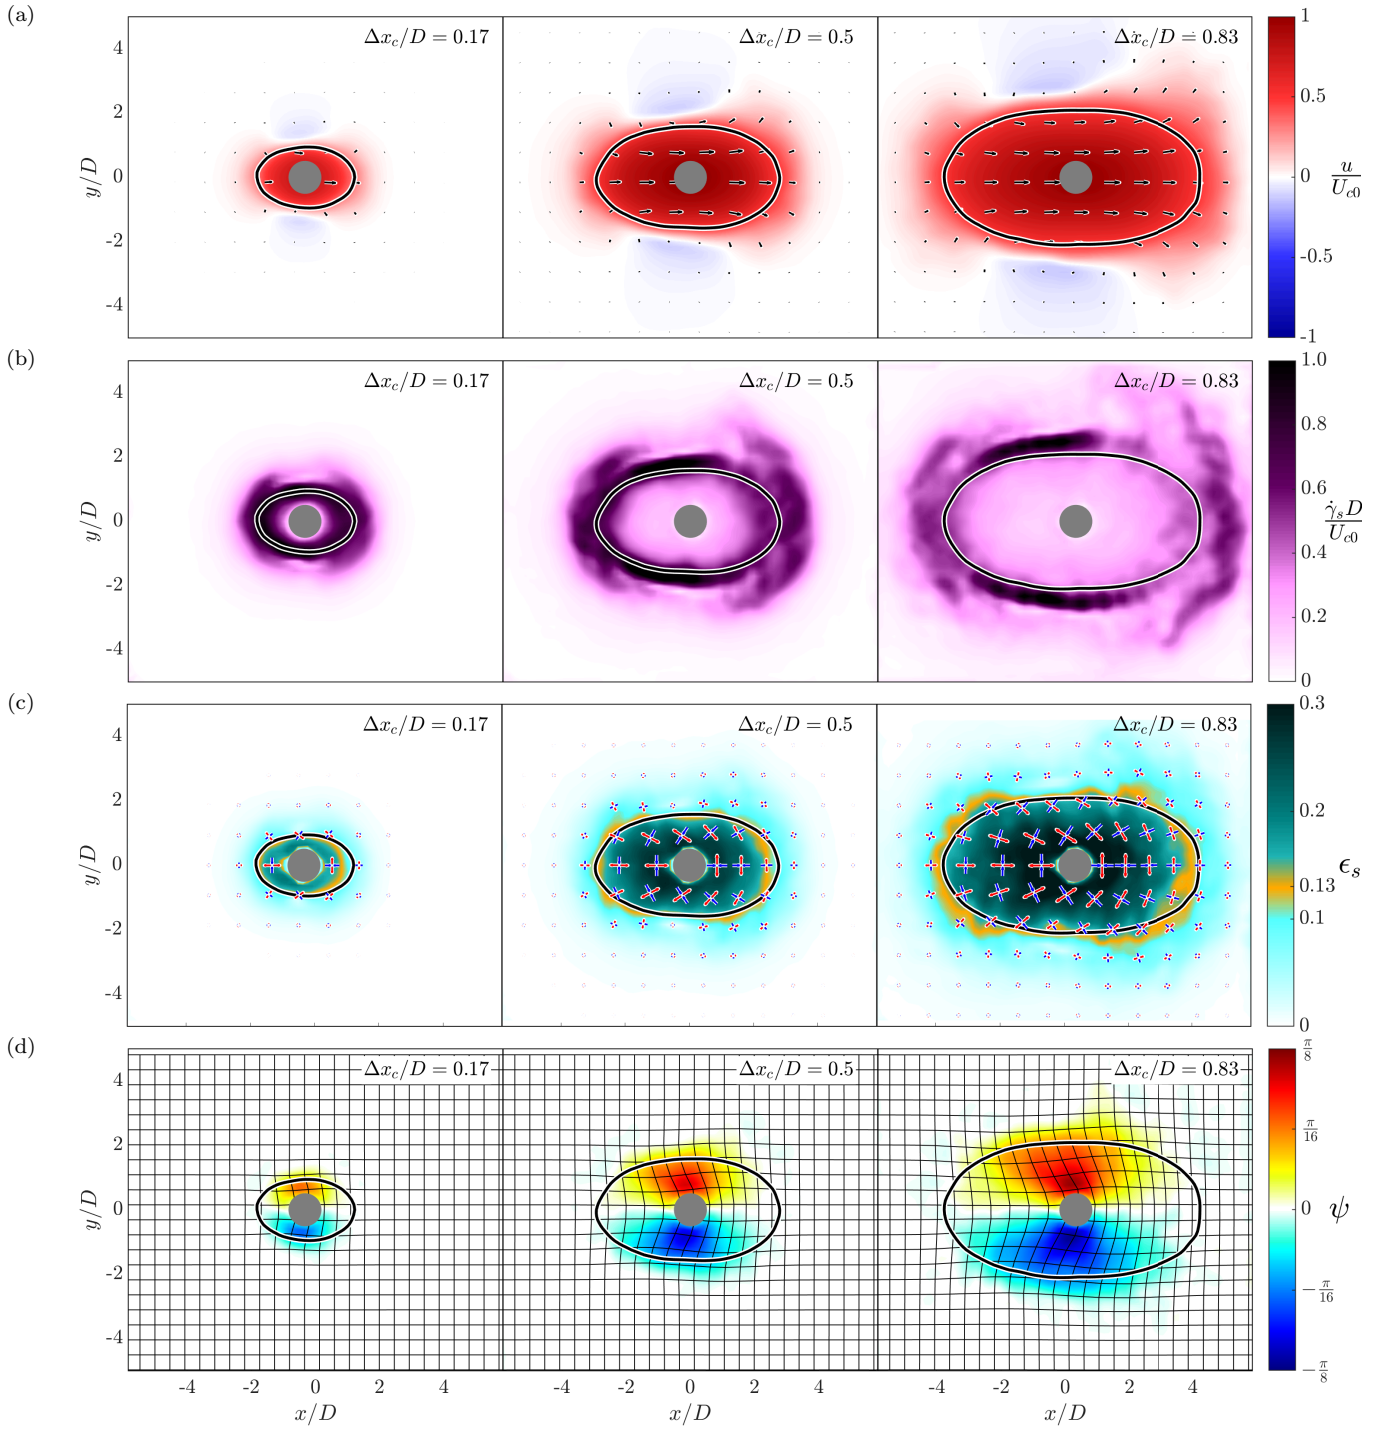 (a)
Δx_c/D = 0.17
Δx_c/D = 0.5
Δx_c/D = 0.83
4
2
0
-2
-4
y/D
1
0.5
0
-0.5
-1
u/U_{c0}
(b)
Δx_c/D = 0.17
Δx_c/D = 0.5
Δx_c/D = 0.83
4
2
0
-2
-4
y/D
1.0
0.8
0.6
0.4
0.2
0
γ̇_s D/U_{c0}
(c)
Δx_c/D = 0.17
Δx_c/D = 0.5
Δx_c/D = 0.83
4
2
0
-2
-4
y/D
0.3
0.2
0.13
0.1
0
ϵ_s
(d)
Δx_c/D = 0.17
Δx_c/D = 0.5
Δx_c/D = 0.83
4
2
0
-2
-4
y/D
π/8
π/16
0
-π/16
-π/8
ψ
-4 -2 0 2 4
-4 -2 0 2 4
-4 -2 0 2 4
x/D
x/D
x/D